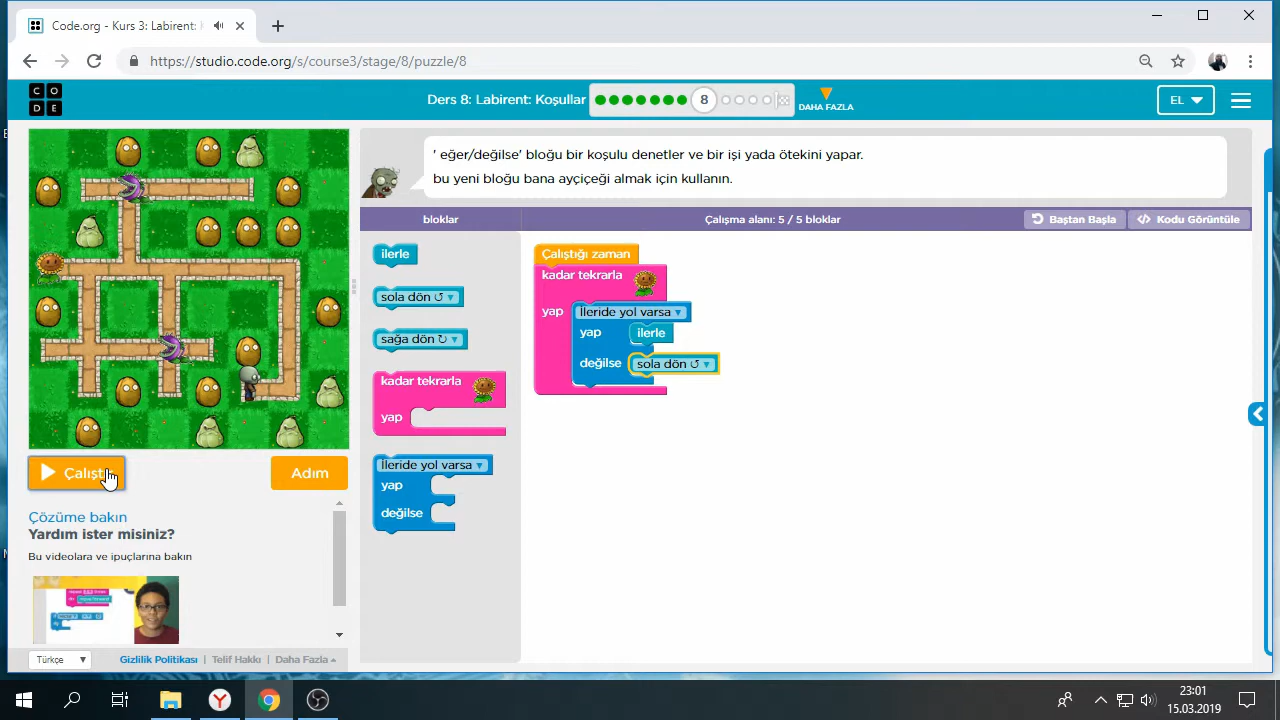 Code.org - Kurs 3: Labirent:
https://studio.code.org/s/course3/stage/8/puzzle/8
C O
D E
Ders 8: Labirent: Koşullar
8
DAHA FAZLA
EL
' eğer/değilse' bloğu bir koşulu denetler ve bir işi yada ötekini yapar.
bu yeni bloğu bana ayçiçeği almak için kullanın.
bloklar
Çalışma alanı: 5 / 5 bloklar
Baştan Başla
Kodu Görüntüle
ilerle
sola dön
sağa dön
kadar tekrarla
yap
İleride yol varsa
yap
değilse
Çalıştığı zaman
kadar tekrarla
yap
İleride yol varsa
yap
ilerle
değilse
sola dön
Adım
Çözüme bakın
Yardım ister misiniz?
Bu videolara ve ipuçlarına bakın
Türkçe
Gizlilik Politikası | Telif Hakkı | Daha Fazla
23:01
15.03.2019